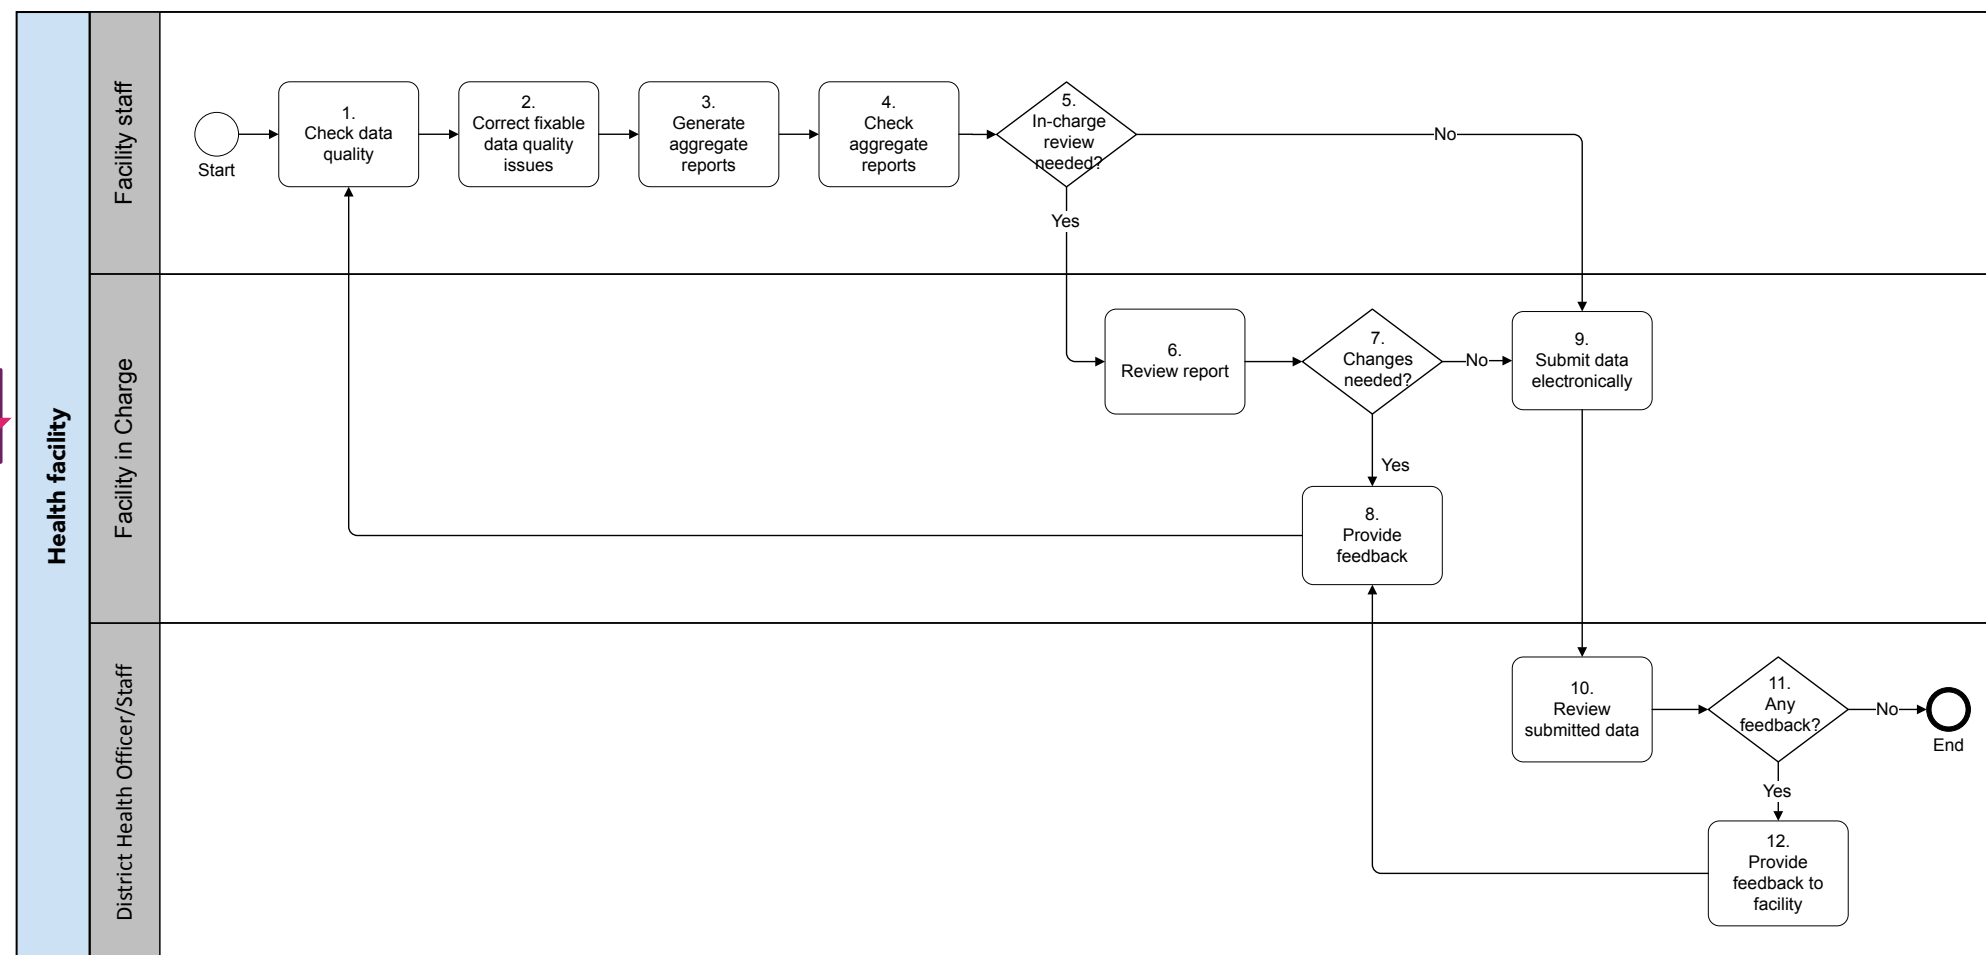 Health facility
Facility staff
Start
1.
Check data
quality
2.
Correct fixable
data quality
issues
3.
Generate
aggregate
reports
4.
Check
aggregate
reports
5.
In-charge
review
needed?
No
Yes
Facility in Charge
6.
Review report
7.
Changes
needed?
No
9.
Submit data
electronically
Yes
8.
Provide
feedback
District Health Officer/Staff
10.
Review
submitted data
11.
Any
feedback?
No
End
Yes
12.
Provide
feedback to
facility